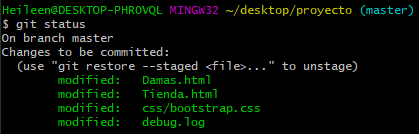 Heileen@DESKTOP-PHROVQL MINGW32 ~/desktop/proyecto (master)
$ git status
On branch master
Changes to be committed:
  (use "git restore --staged <file>..." to unstage)
        modified:   Damas.html
        modified:   Tienda.html
        modified:   css/bootstrap.css
        modified:   debug.log